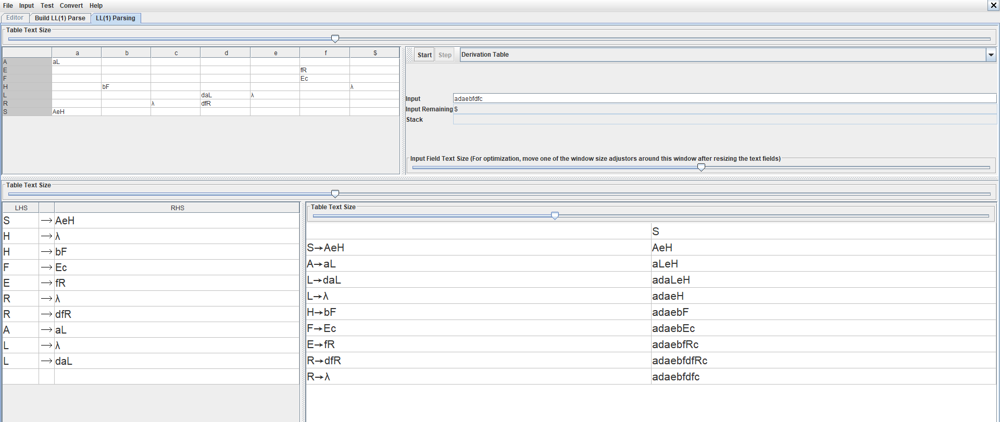 File Input Test Convert Help
Editor Build LL(1) Parse LL(1) Parsing
Table Text Size
a b c d e f $
A aL
E fR
F Ec
H bF λ
L daL λ
R λ dfR
S AeH
Start Step Derivation Table
Input adaebfdfc
Input Remaining $
Stack
Input Field Text Size (For optimization, move one of the window size adjustors around this window after resizing the text fields)
Table Text Size
LHS RHS
S → AeH
H → λ
H → bF
F → Ec
E → fR
R → λ
R → dfR
A → aL
L → λ
L → daL
Table Text Size
S
S→AeH AeH
A→aL aLeH
L→daL adaLeH
L→λ adaeH
H→bF adaebF
F→Ec adaebEc
E→fR adaebfRc
R→dfR adaebfdfRc
R→λ adaebfdfc